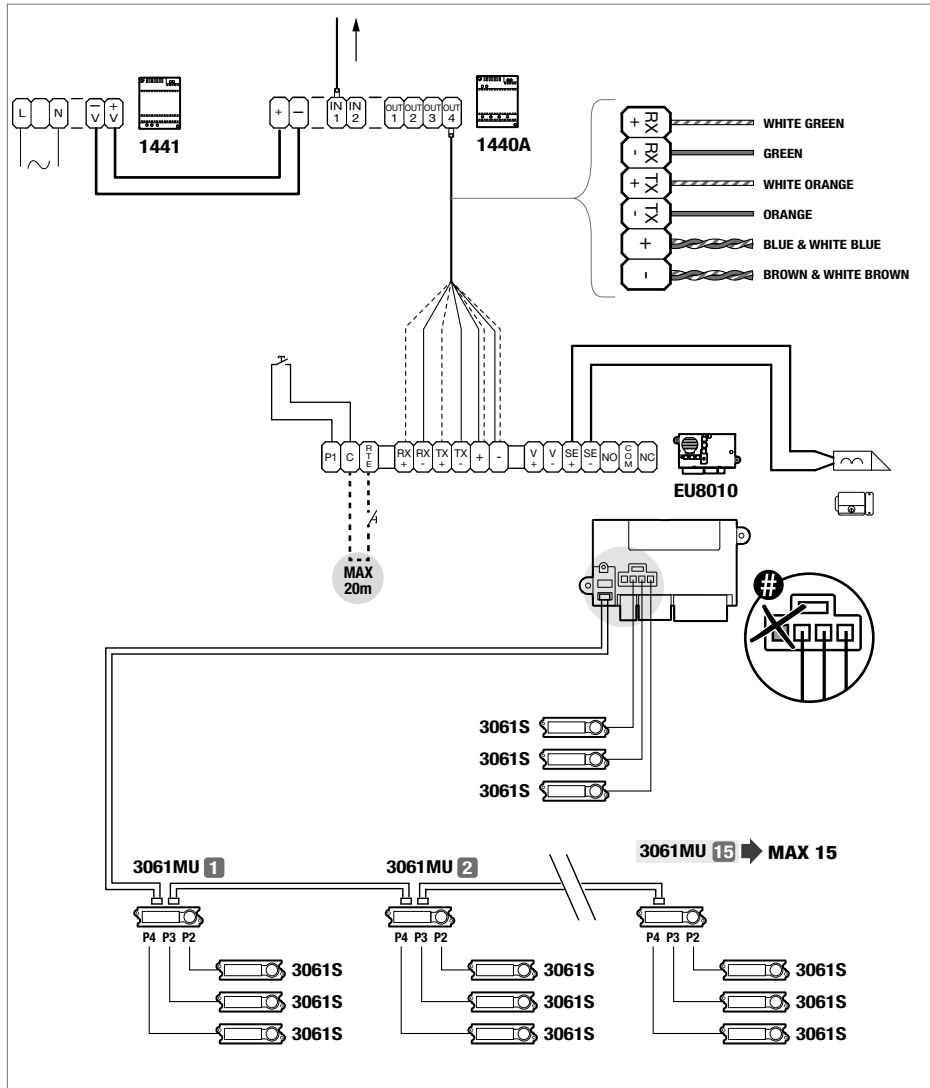 L N –V +V
1441
+ – IN 1 IN 2 OUT 1 OUT 2 OUT 3 OUT 4
1440A
+ RX WHITE GREEN
- RX GREEN
+ TX WHITE ORANGE
- TX ORANGE
+ BLUE & WHITE BLUE
- BROWN & WHITE BROWN
P1 C RTE RX + RX - TX + TX - + - V + V - SE + SE - NO COM NC
EU8010
MAX
20m
#
3061S
3061S
3061S
3061MU 1
3061MU 2
3061MU 15 MAX 15
P4 P3 P2
P4 P3 P2
P4 P3 P2
3061S
3061S
3061S
3061S
3061S
3061S
3061S
3061S
3061S